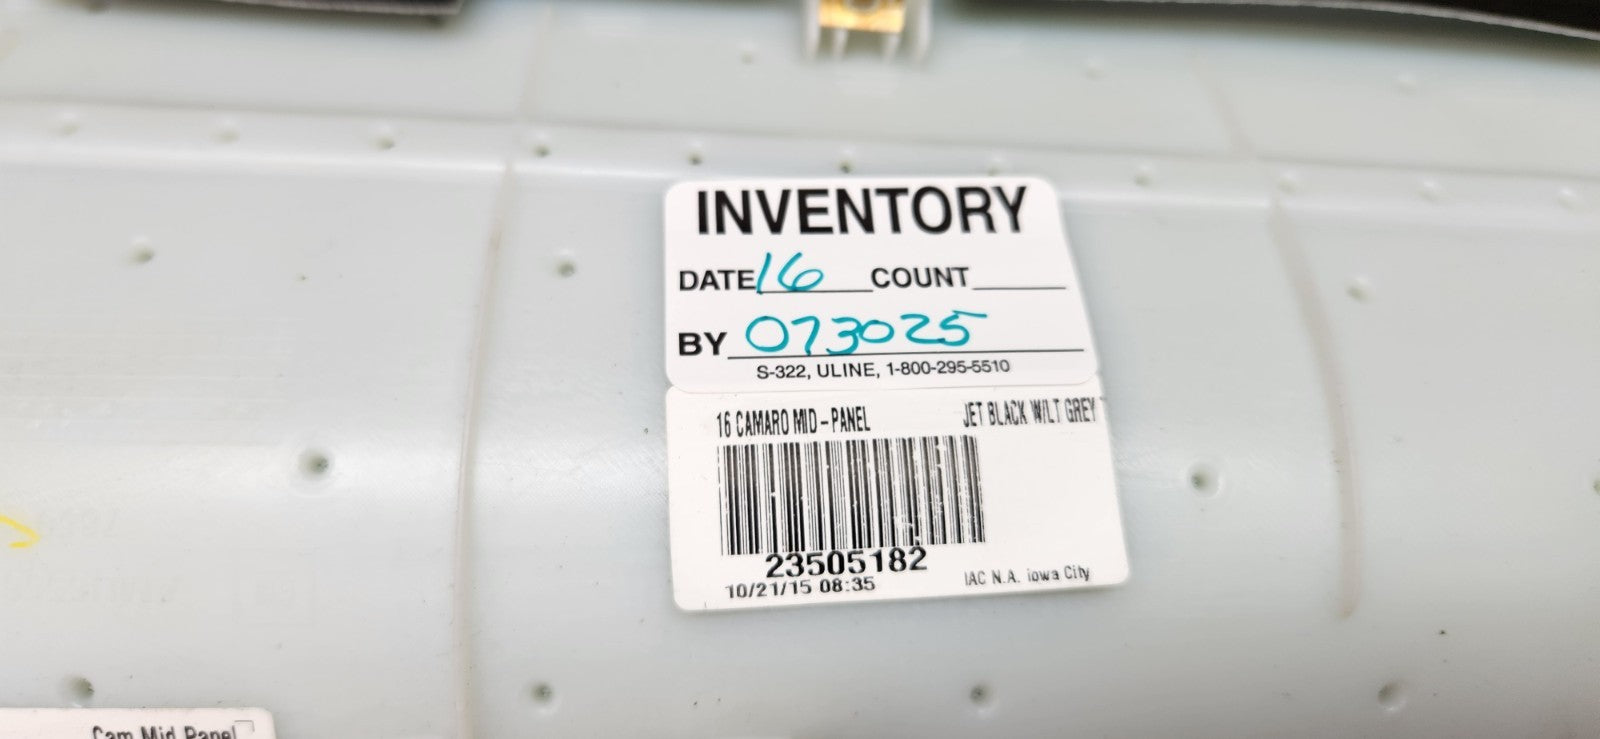 INVENTORY
DATE 16 COUNT
BY 073025
S-322, ULINE, 1-800-295-5510
16 CAMARO MID-PANEL JET BLACK W/LT GREY
23505182
10/21/15 08:35 IAC N.A. iowa City
Cam Mid Panel